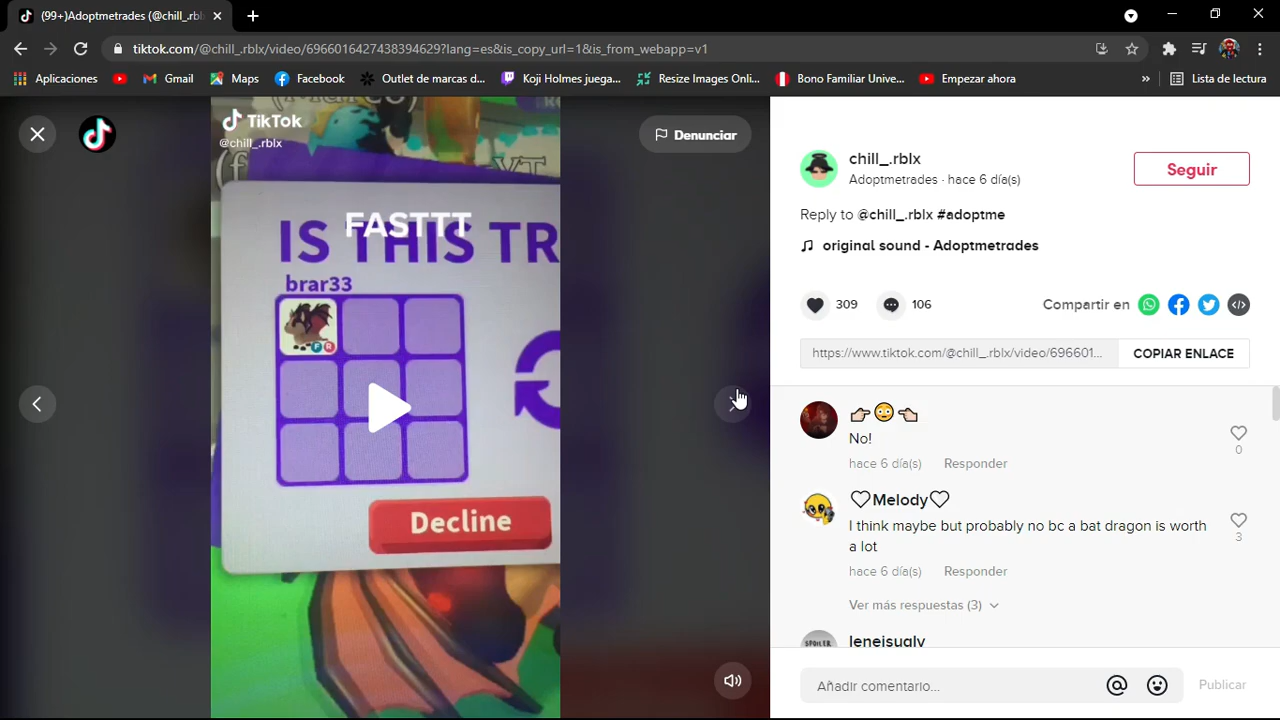 (99+)Adoptmetrades (@chill_.rbl
tiktok.com/@chill_.rblx/video/6966016427438394629?lang=es&is_copy_url=1&is_from_webapp=v1
Aplicaciones
Gmail
Maps
Facebook
Outlet de marcas d...
Koji Holmes juega...
Resize Images Onli...
Bono Familiar Unive...
Empezar ahora
»
Lista de lectura
TikTok
@chill_.rblx
Denunciar
FASTTT
IS THIS TR
brar33
F R
Decline
chill_.rblx
Adoptmetrades · hace 6 día(s)
Seguir
Reply to @chill_.rblx #adoptme
original sound - Adoptmetrades
309
106
Compartir en
https://www.tiktok.com/@chill_.rblx/video/696601...
COPIAR ENLACE
No!
hace 6 día(s)
Responder
0
♡Melody♡
I think maybe but probably no bc a bat dragon is worth
a lot
3
hace 6 día(s)
Responder
Ver más respuestas (3)
SPOILER
leneisugly
Añadir comentario...
Publicar